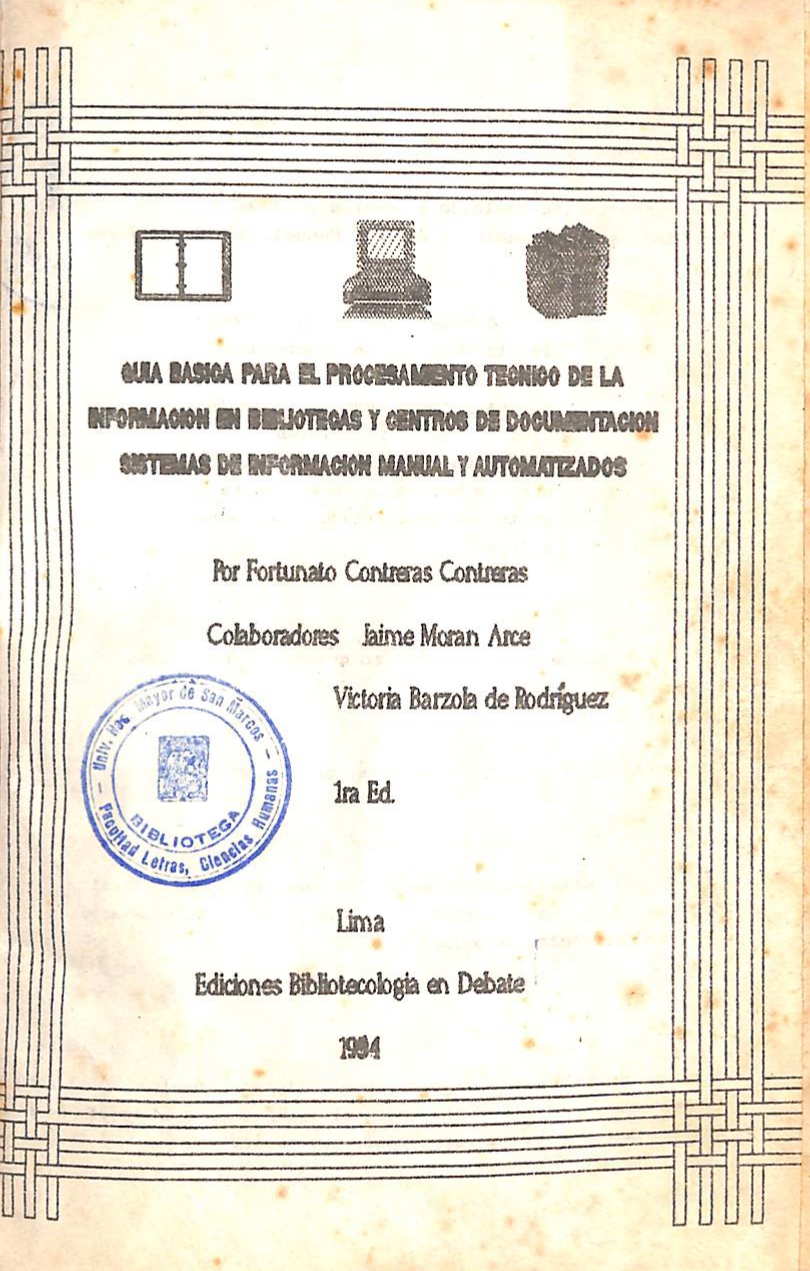 GUIA BASICA PARA EL PROCESAMIENTO TECNICO DE LA
INFORMACION EN BIBLIOTECAS Y CENTROS DE DOCUMENTACION
SISTEMAS DE INFORMACION MANUAL Y AUTOMATIZADOS
Por Fortunato Contreras Contreras
Colaboradores Jaime Moran Arce
Victoria Barzola de Rodríguez
Univ. Nac. Mayor de San Marcos
BIBLIOTECA
Facultad Letras, Ciencias Humanas
1ra Ed.
Lima
Ediciones Bibliotecologia en Debate
1994